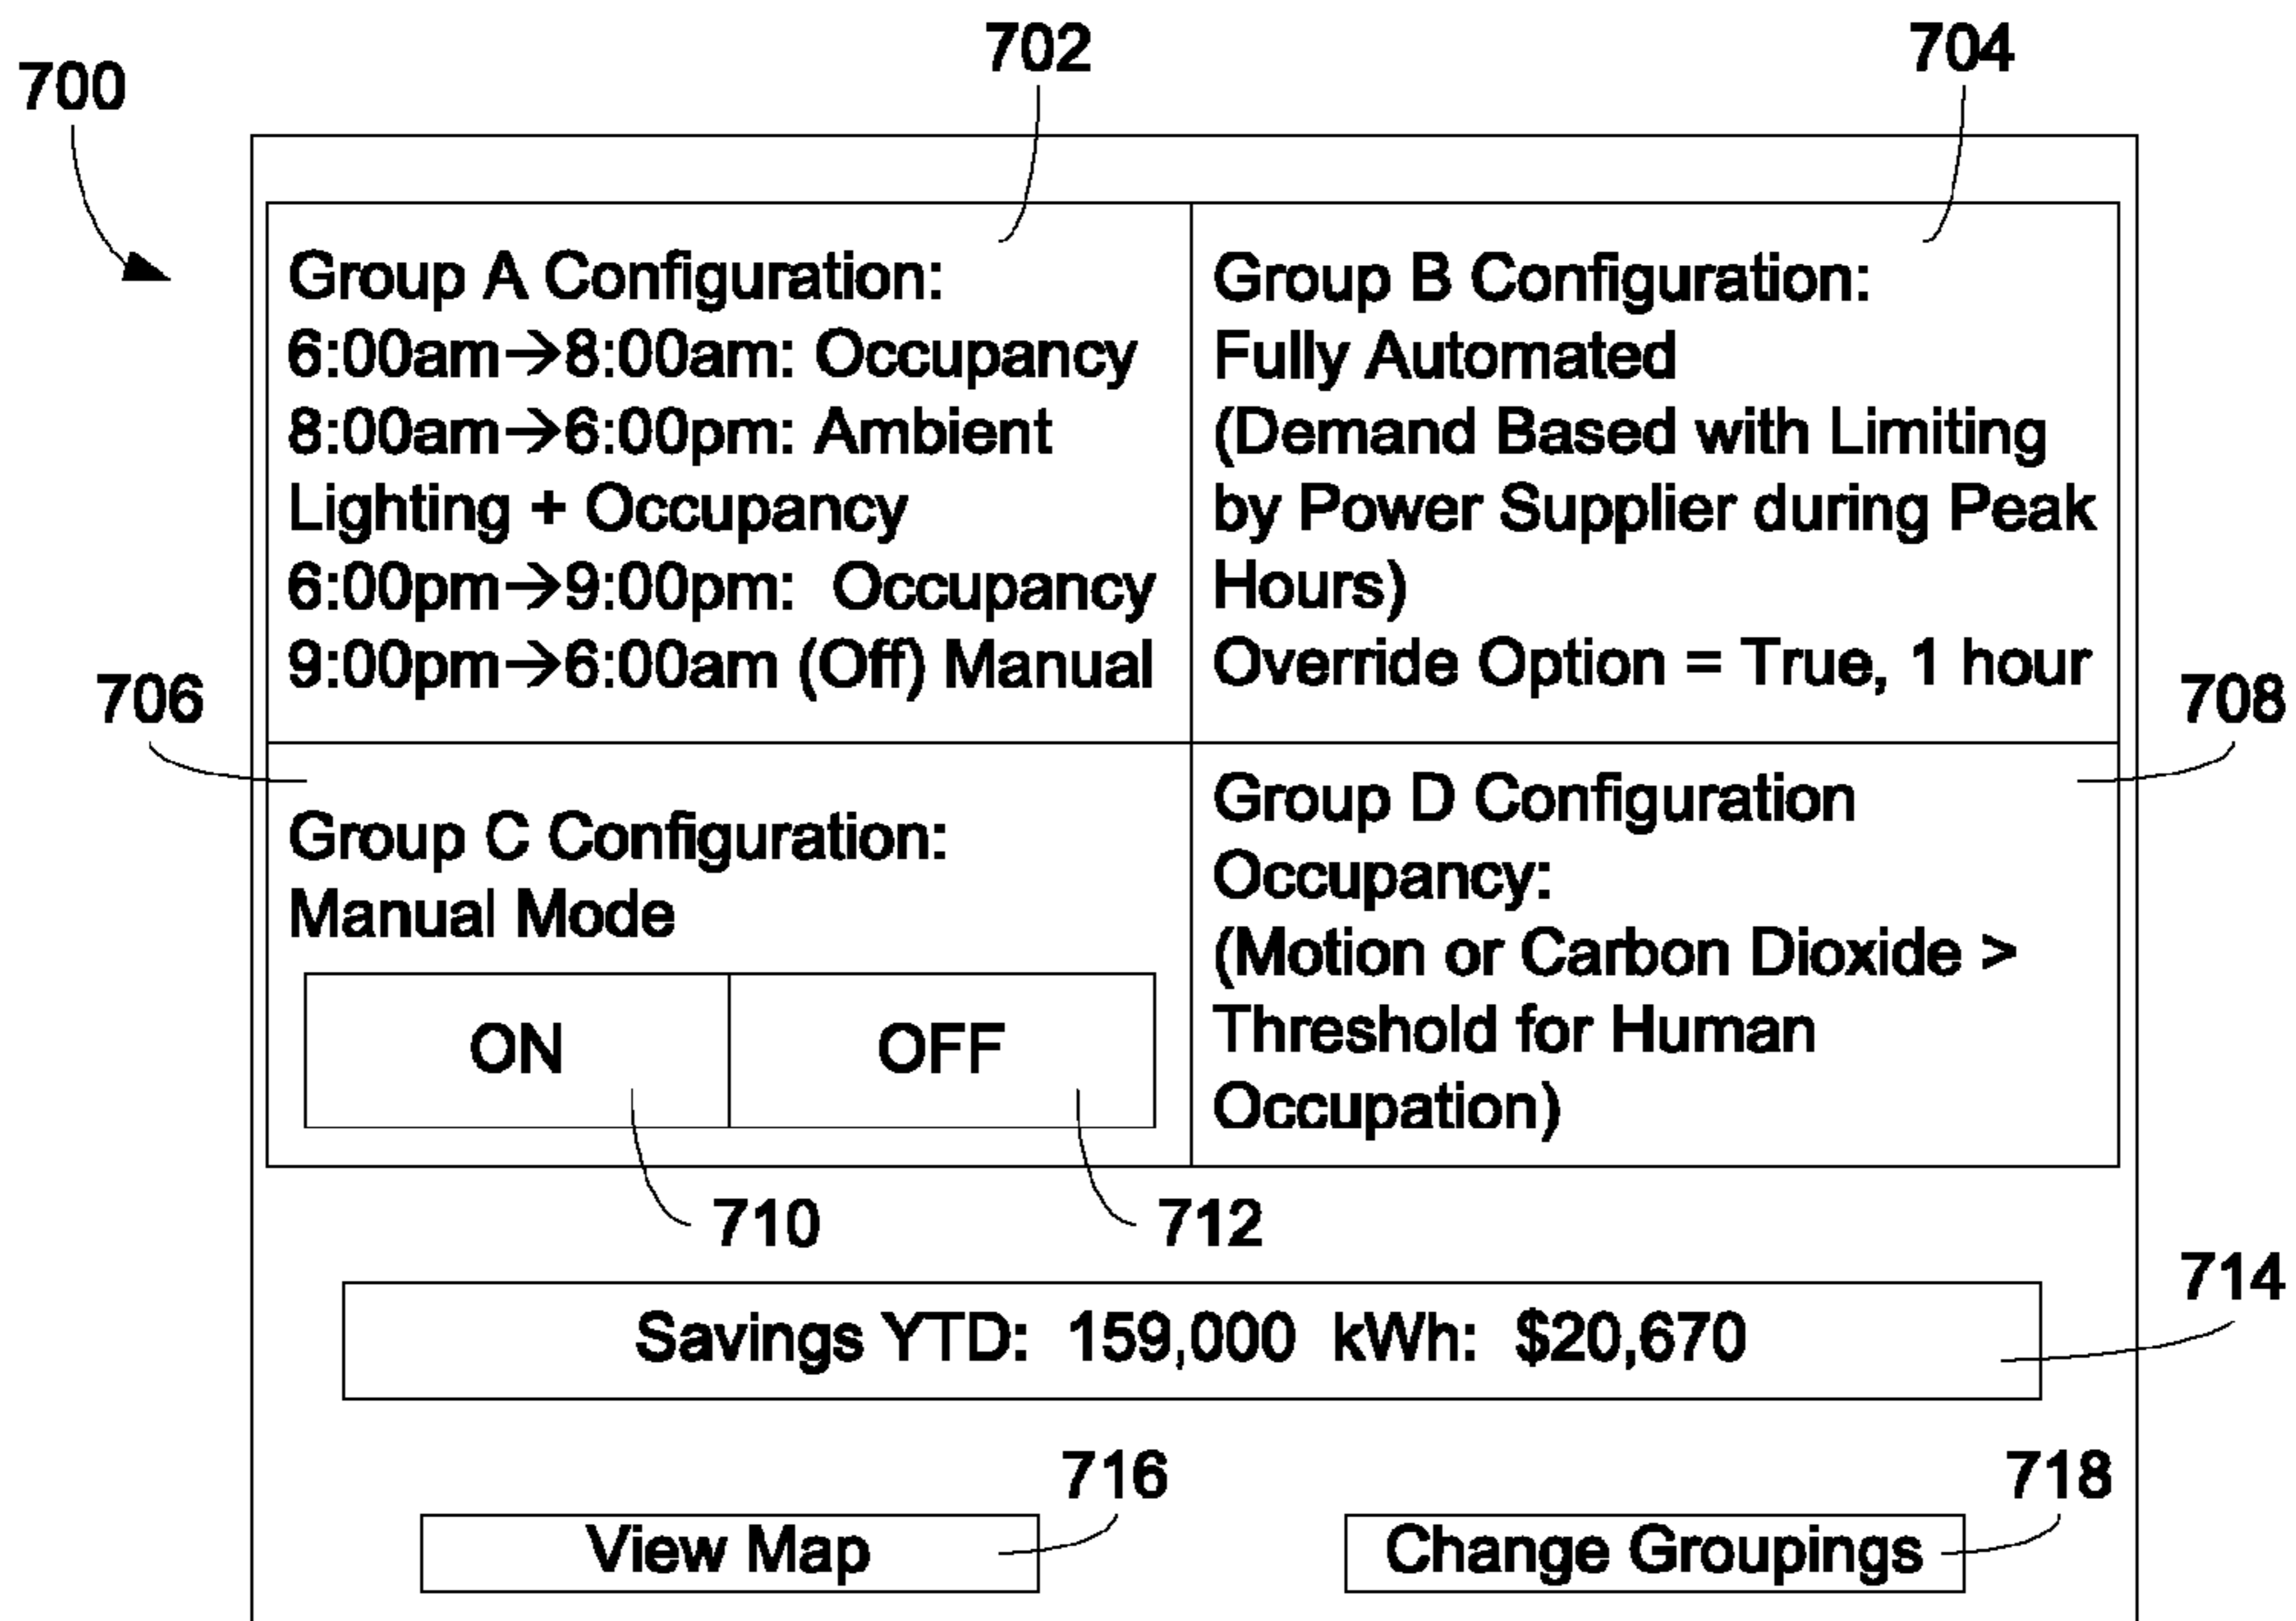 702
704
700
Group A Configuration:
6:00am→8:00am: Occupancy
8:00am→6:00pm: Ambient
Lighting + Occupancy
6:00pm→9:00pm:  Occupancy
9:00pm→6:00am (Off) Manual
Group B Configuration:
Fully Automated
(Demand Based with Limiting
by Power Supplier during Peak
Hours)
Override Option = True, 1 hour
706
708
Group C Configuration:
Manual Mode
ON
OFF
Group D Configuration
Occupancy:
(Motion or Carbon Dioxide >
Threshold for Human
Occupation)
710
712
714
Savings YTD:  159,000  kWh:  $20,670
716
718
View Map
Change Groupings